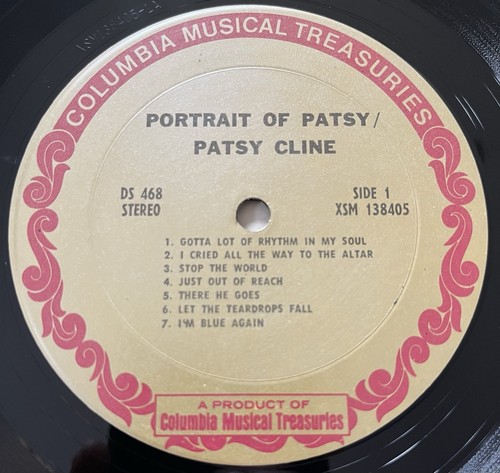 COLUMBIA MUSICAL TREASURIES
PORTRAIT OF PATSY/
PATSY CLINE
DS 468
STEREO
SIDE 1
XSM 138405
1. GOTTA LOT OF RHYTHM IN MY SOUL
2. I CRIED ALL THE WAY TO THE ALTAR
3. STOP THE WORLD
4. JUST OUT OF REACH
5. THERE HE GOES
6. LET THE TEARDROPS FALL
7. I'M BLUE AGAIN
A PRODUCT OF
Columbia Musical Treasuries